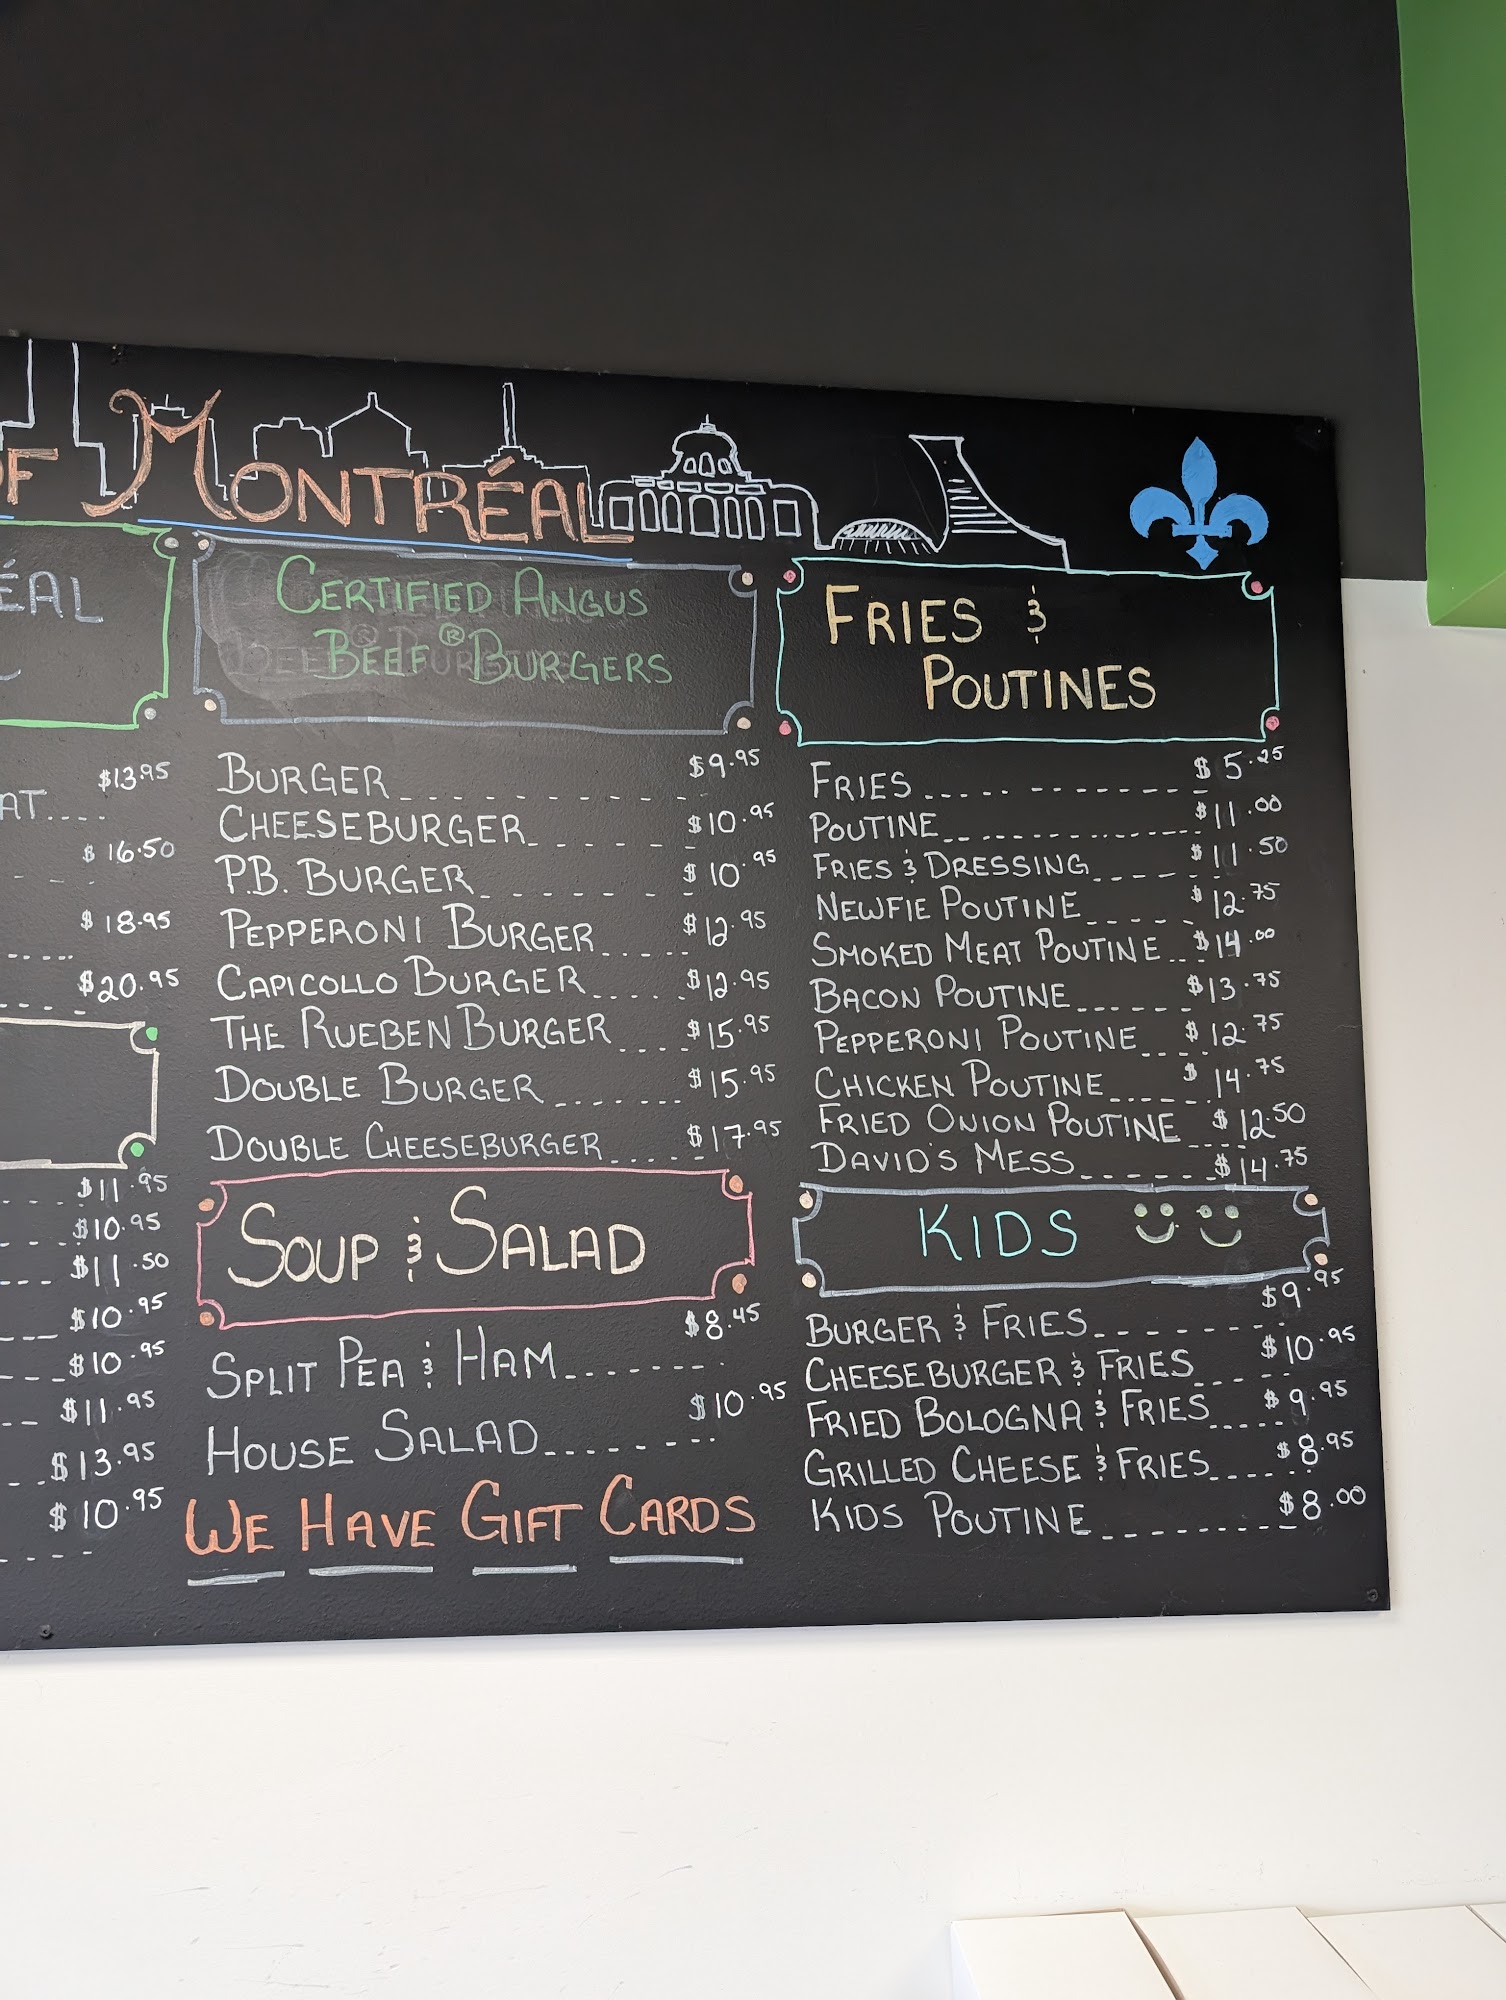 OF MONTRÉAL
ÉAL
$13.95
AT....
$16.50
$18.95
$20.95
$11.95
$10.95
$11.50
$10.95
$10.95
$11.95
$13.95
$10.95
CERTIFIED ANGUS
BEEF® BURGERS
BURGER $9.95
CHEESEBURGER $10.95
P.B. BURGER $10.95
PEPPERONI BURGER $12.95
CAPICOLLO BURGER $12.95
THE RUEBEN BURGER $15.95
DOUBLE BURGER $15.95
DOUBLE CHEESEBURGER $17.95
SOUP & SALAD
SPLIT PEA & HAM $8.45
HOUSE SALAD $10.95
WE HAVE GIFT CARDS
FRIES &
POUTINES
FRIES $5.25
POUTINE $11.00
FRIES & DRESSING $11.50
NEWFIE POUTINE $12.75
SMOKED MEAT POUTINE $14.00
BACON POUTINE $13.75
PEPPERONI POUTINE $12.75
CHICKEN POUTINE $14.75
FRIED ONION POUTINE $12.50
DAVID'S MESS $14.75
KIDS
BURGER & FRIES $9.95
CHEESEBURGER & FRIES $10.95
FRIED BOLOGNA & FRIES $9.95
GRILLED CHEESE & FRIES $8.95
KIDS POUTINE $8.00